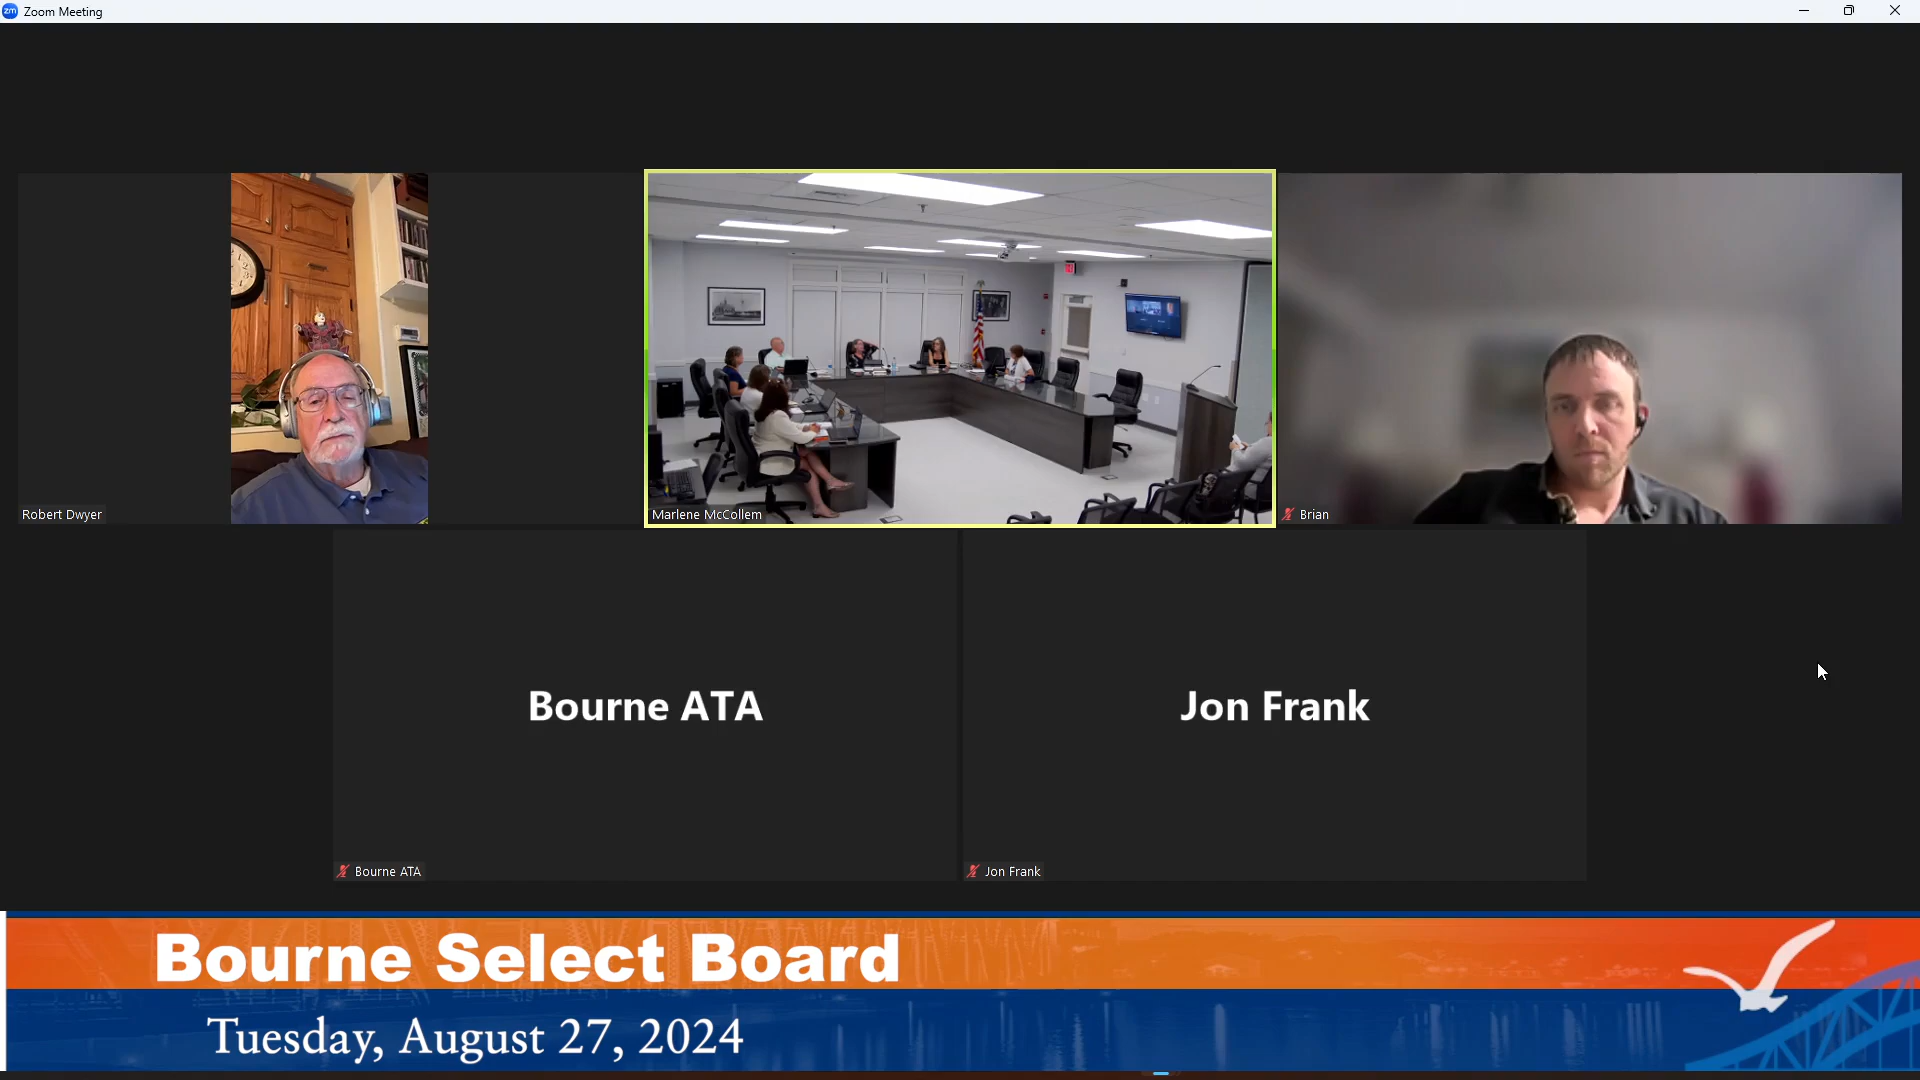 zm Zoom Meeting
Robert Dwyer
Marlene McCollem
Brian
Bourne ATA
Jon Frank
Bourne ATA
Jon Frank
Bourne Select Board
Tuesday, August 27, 2024